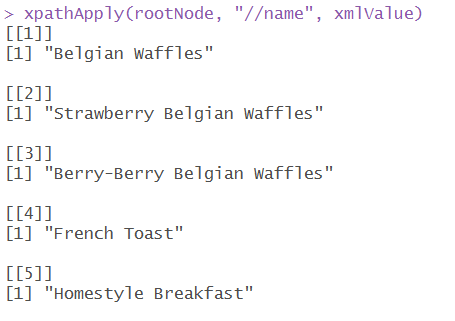 > xpathApply(rootNode, "//name", xmlValue)
[[1]]
[1] "Belgian Waffles"
[[2]]
[1] "Strawberry Belgian Waffles"
[[3]]
[1] "Berry-Berry Belgian Waffles"
[[4]]
[1] "French Toast"
[[5]]
[1] "Homestyle Breakfast"